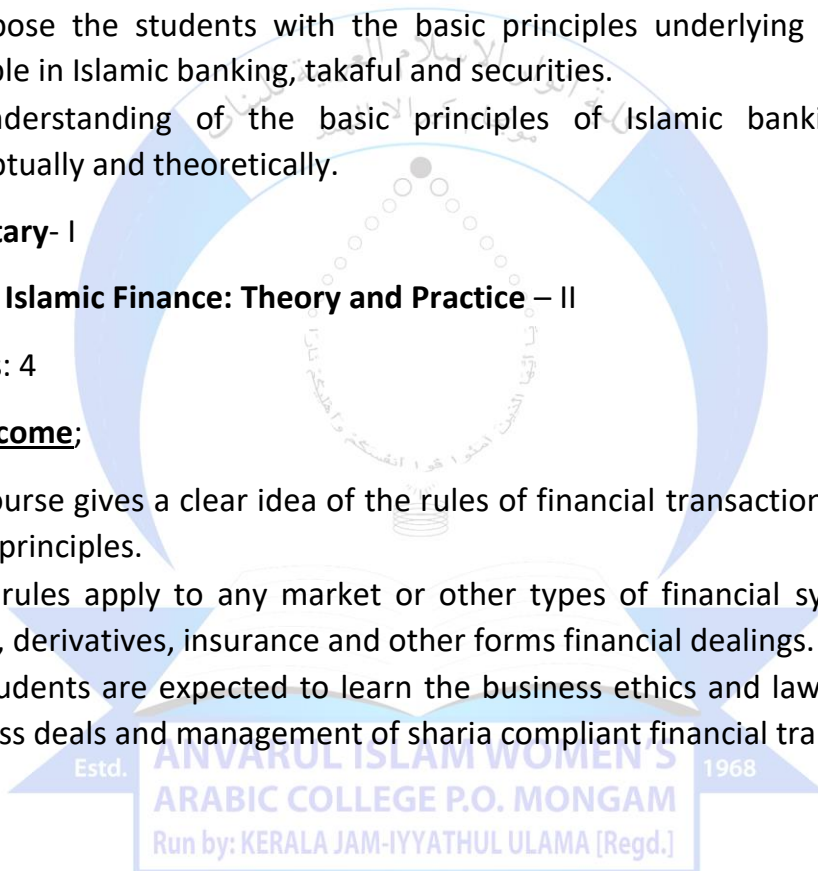 pose the students with the basic principles underlying
ole in Islamic banking, takaful and securities.
nderstanding of the basic principles of Islamic banki
ptually and theoretically.
tary- I
Islamic Finance: Theory and Practice – II
s: 4
come;
ourse gives a clear idea of the rules of financial transaction
principles.
rules apply to any market or other types of financial sy
, derivatives, insurance and other forms financial dealings.
tudents are expected to learn the business ethics and law
ss deals and management of sharia compliant financial tra
Estd. ANVARUL ISLAM WOMEN'S 1968
ARABIC COLLEGE P.O. MONGAM
Run by: KERALA JAM-IYYATHUL ULAMA [Regd.]